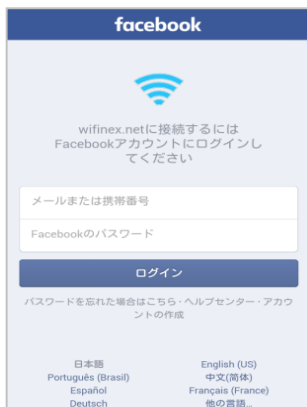 facebook
wifinex.netに接続するには
Facebookアカウントにログインし
てください
メールまたは携帯番号
Facebookのパスワード
ログイン
パスワードを忘れた場合はこちら・ヘルプセンター・アカウ
ントの作成
日本語 English (US)
Português (Brasil) 中文(简体)
Español Français (France)
Deutsch 他の言語...